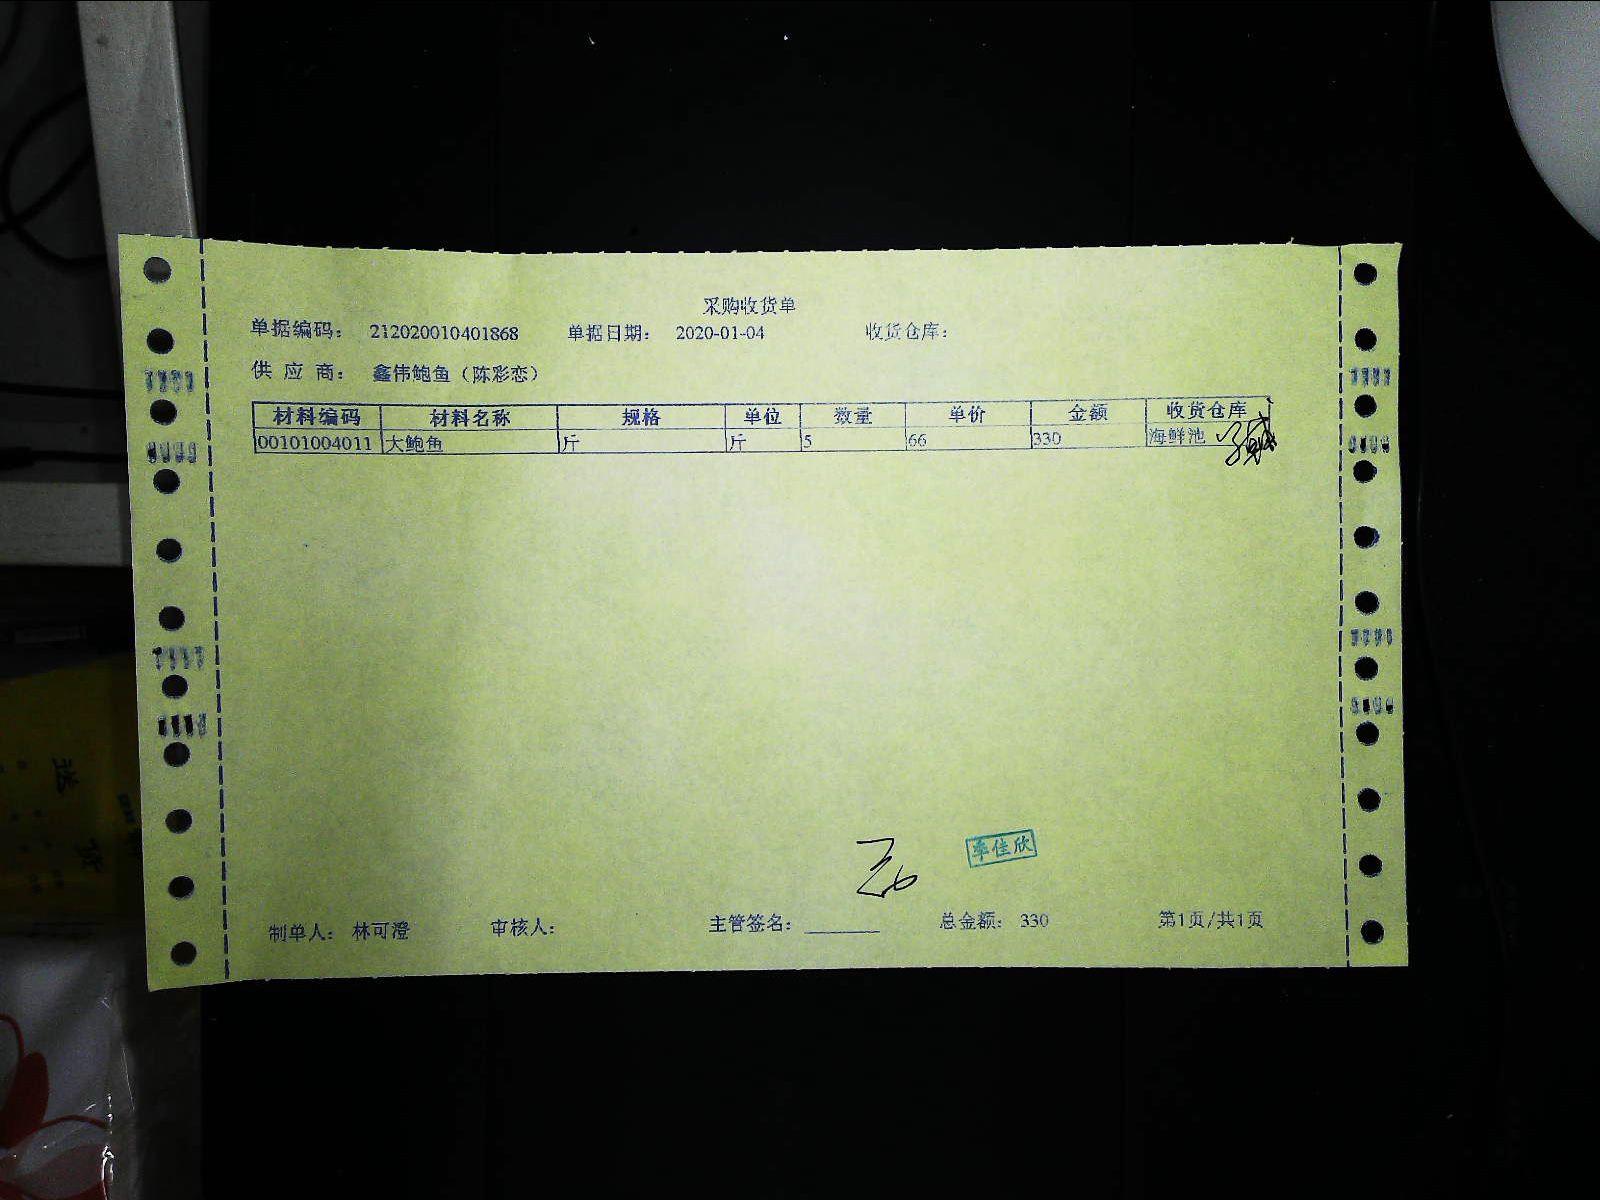 采购收货单
单据编码： 212020010401868 单据日期： 2020-01-04 收货仓库：
供 应 商： 鑫伟鲍鱼（陈彩恋）
材料编码 材料名称 规格 单位 数量 单价 金额 收货仓库
00101004011 大鲍鱼 斤 斤 5 66 330 海鲜池
季佳欣
制单人： 林可澄 审核人： 主管签名： 总金额： 330 第1页/共1页
送
货